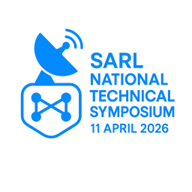 SARL
NATIONAL
TECHNICAL
SYMPOSIUM
11 APRIL 2026